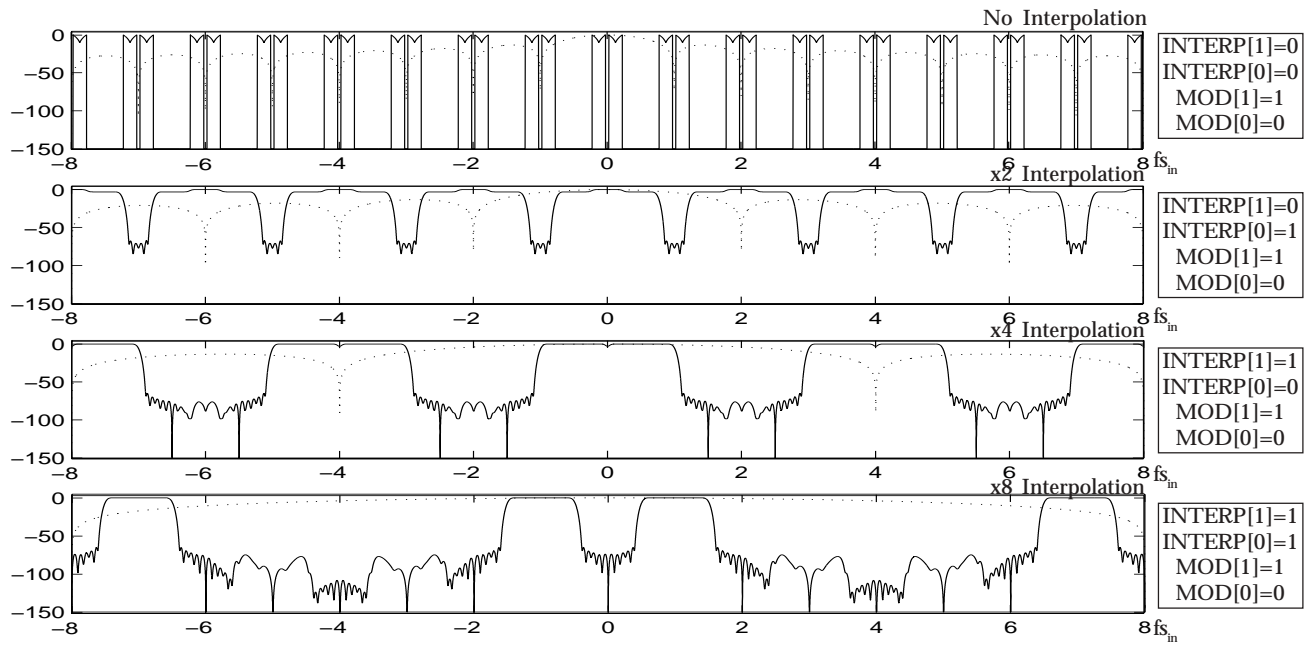 No Interpolation
0
−50
−100
−150
−8 −6 −4 −2 0 2 4 6 8 fs_in
INTERP[1]=0
INTERP[0]=0
MOD[1]=1
MOD[0]=0
x2 Interpolation
0
−50
−100
−150
−8 −6 −4 −2 0 2 4 6 8 fs_in
INTERP[1]=0
INTERP[0]=1
MOD[1]=1
MOD[0]=0
x4 Interpolation
0
−50
−100
−150
−8 −6 −4 −2 0 2 4 6 8 fs_in
INTERP[1]=1
INTERP[0]=0
MOD[1]=1
MOD[0]=0
x8 Interpolation
0
−50
−100
−150
−8 −6 −4 −2 0 2 4 6 8 fs_in
INTERP[1]=1
INTERP[0]=1
MOD[1]=1
MOD[0]=0